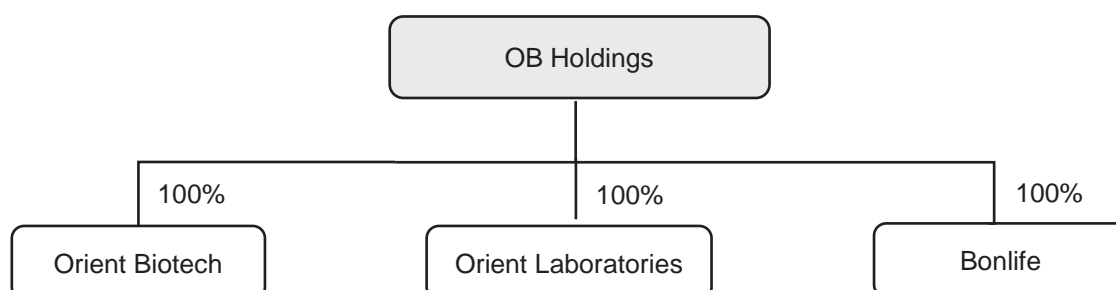 OB Holdings
100%
100%
100%
Orient Biotech
Orient Laboratories
Bonlife